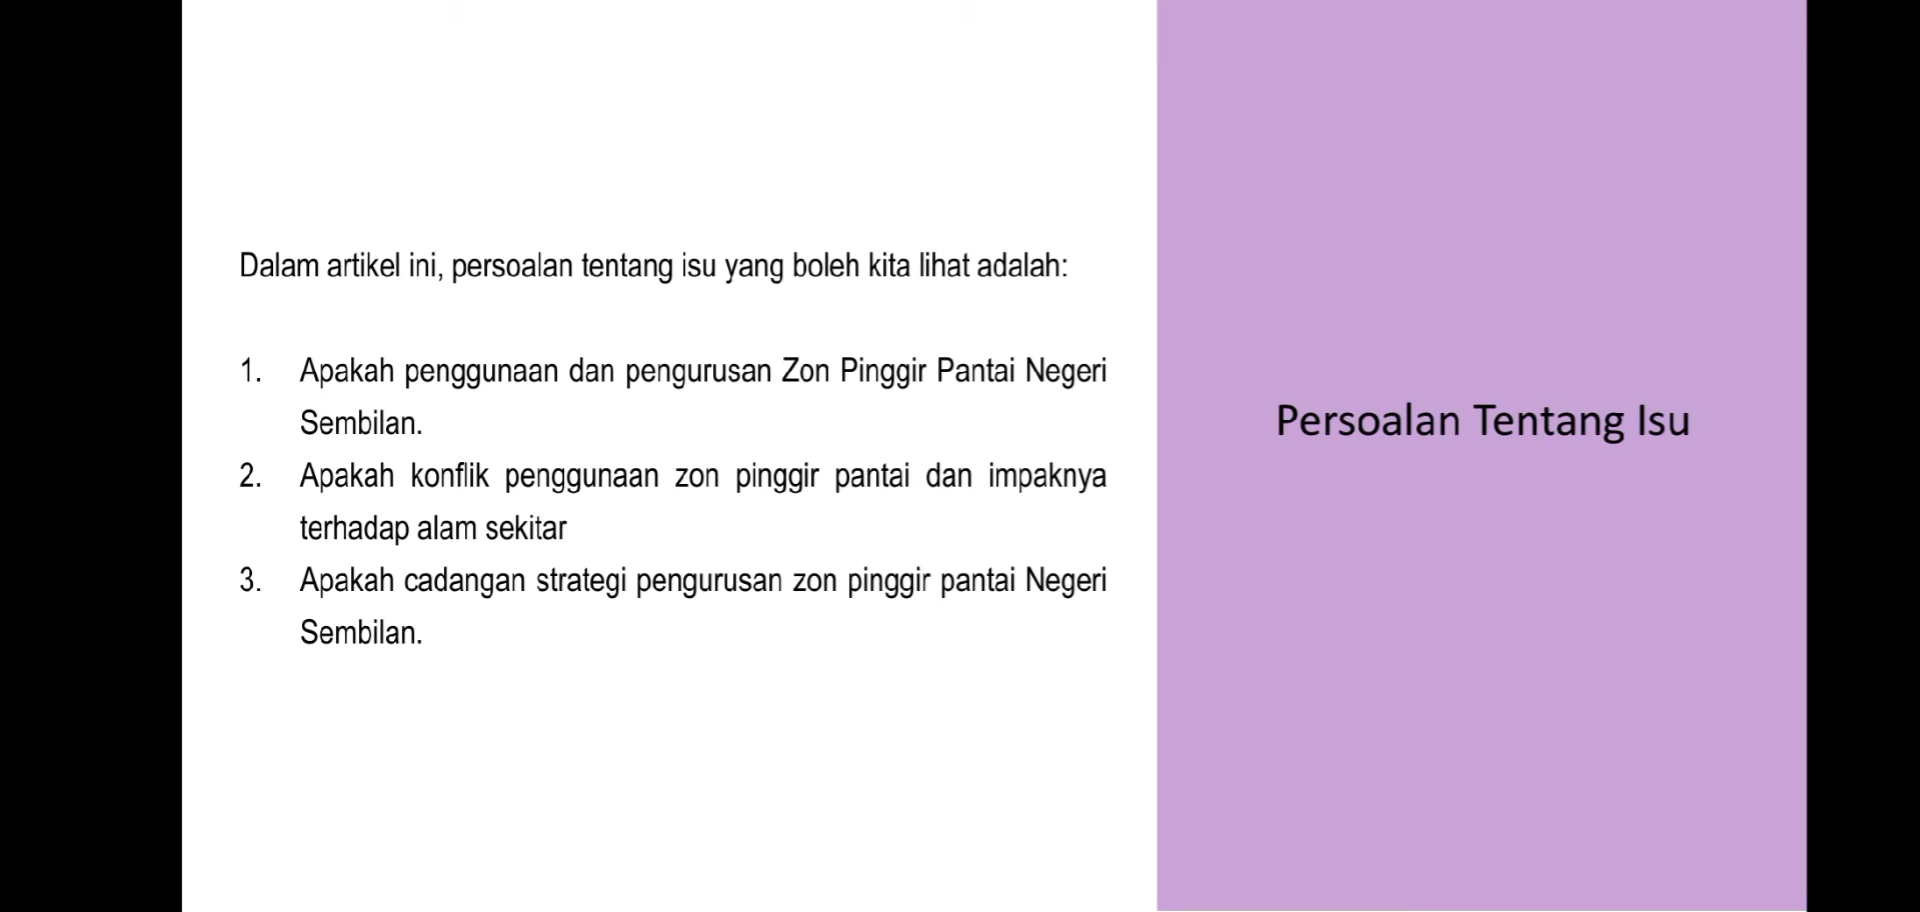 Dalam artikel ini, persoalan tentang isu yang boleh kita lihat adalah:
1. Apakah penggunaan dan pengurusan Zon Pinggir Pantai Negeri
Sembilan.
2. Apakah konflik penggunaan zon pinggir pantai dan impaknya
terhadap alam sekitar
3. Apakah cadangan strategi pengurusan zon pinggir pantai Negeri
Sembilan.
Persoalan Tentang Isu